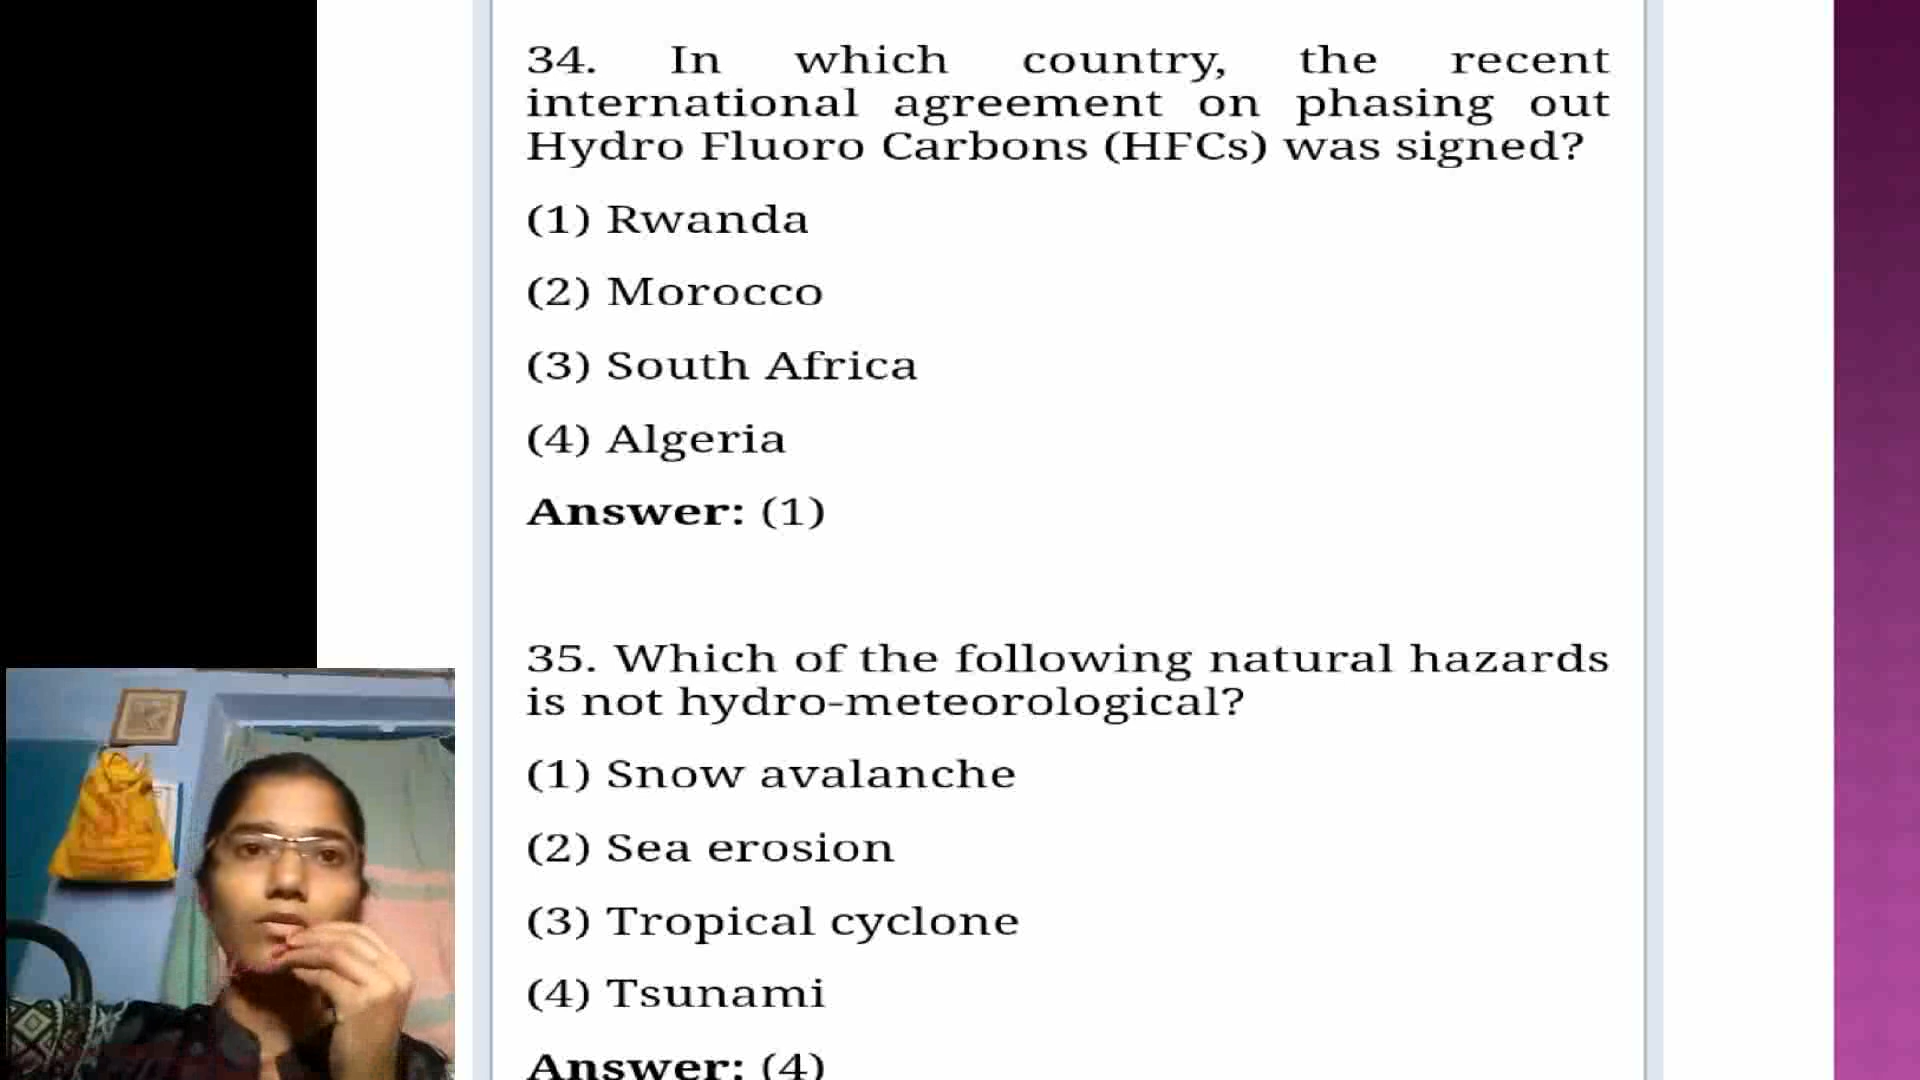 34. In which country, the recent
international agreement on phasing out
Hydro Fluoro Carbons (HFCs) was signed?
(1) Rwanda
(2) Morocco
(3) South Africa
(4) Algeria
Answer: (1)
35. Which of the following natural hazards
is not hydro-meteorological?
(1) Snow avalanche
(2) Sea erosion
(3) Tropical cyclone
(4) Tsunami
Answer: (4)